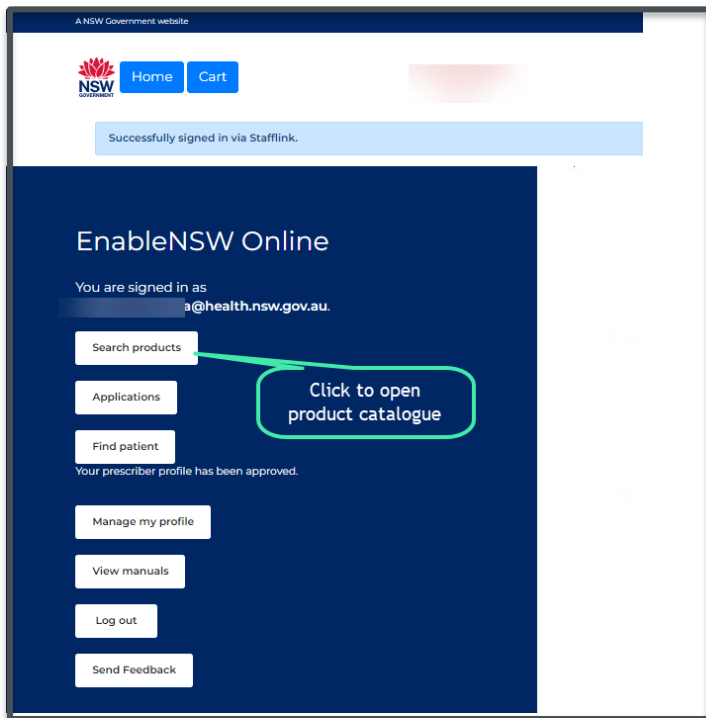 A NSW Government website
NSW
GOVERNMENT
Home
Cart
Successfully signed in via Stafflink.
EnableNSW Online
You are signed in as
a@health.nsw.gov.au.
Search products
Click to open
product catalogue
Applications
Find patient
Your prescriber profile has been approved.
Manage my profile
View manuals
Log out
Send Feedback